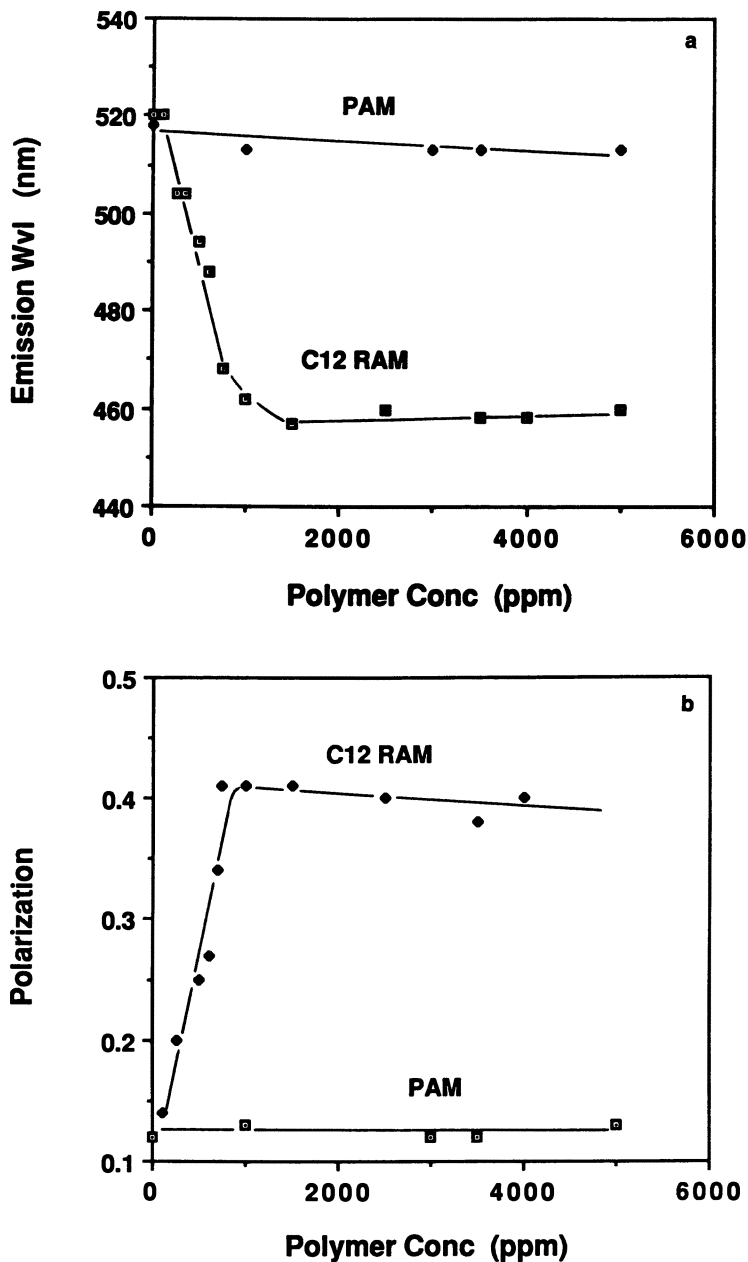 540
a
PAM
520
500
Emission Wvl (nm)
480
C12 RAM
460
440
0 2000 4000 6000
Polymer Conc (ppm)
0.5
b
C12 RAM
0.4
Polarization
0.3
0.2
PAM
0.1
0 2000 4000 6000
Polymer Conc (ppm)